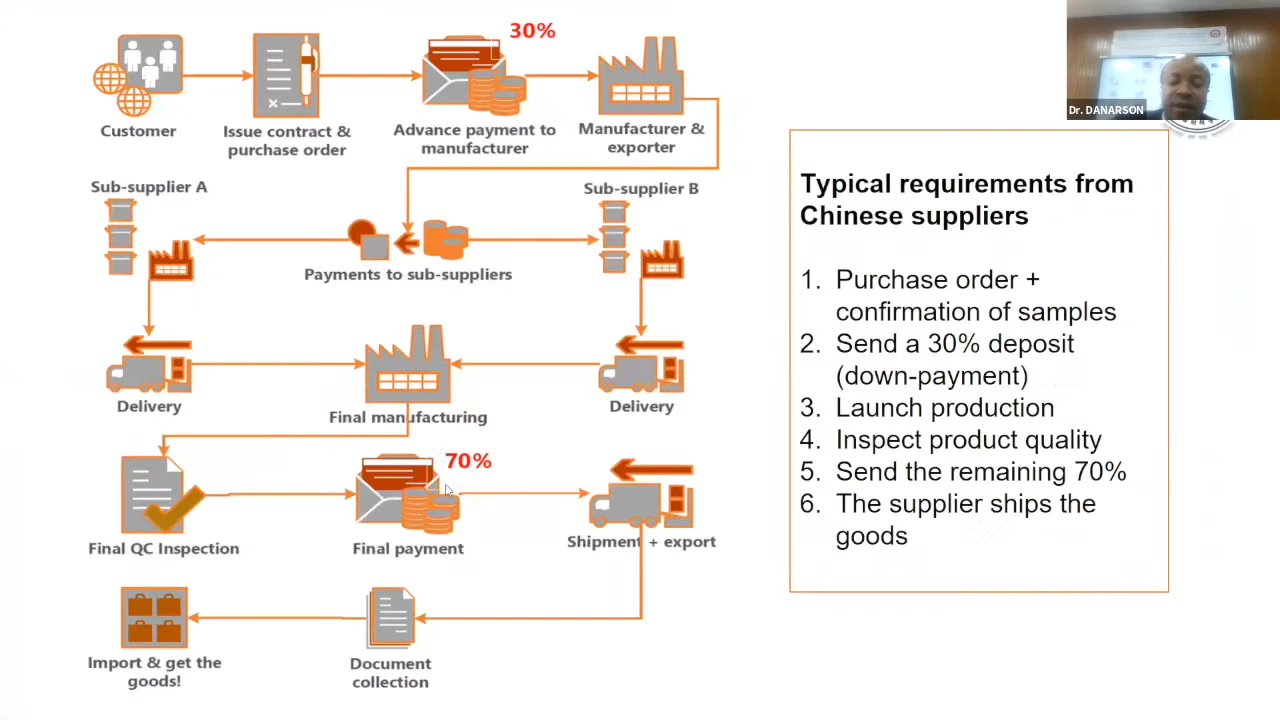 30%
Customer
Issue contract &
purchase order
Advance payment to
manufacturer
Manufacturer &
exporter
Sub-supplier A
Sub-supplier B
Payments to sub-suppliers
Delivery
Final manufacturing
Delivery
70%
Final QC Inspection
Final payment
Shipment + export
Import & get the
goods!
Document
collection
Dr. DANARSON
Typical requirements from
Chinese suppliers
1. Purchase order +
confirmation of samples
2. Send a 30% deposit
(down-payment)
3. Launch production
4. Inspect product quality
5. Send the remaining 70%
6. The supplier ships the
goods